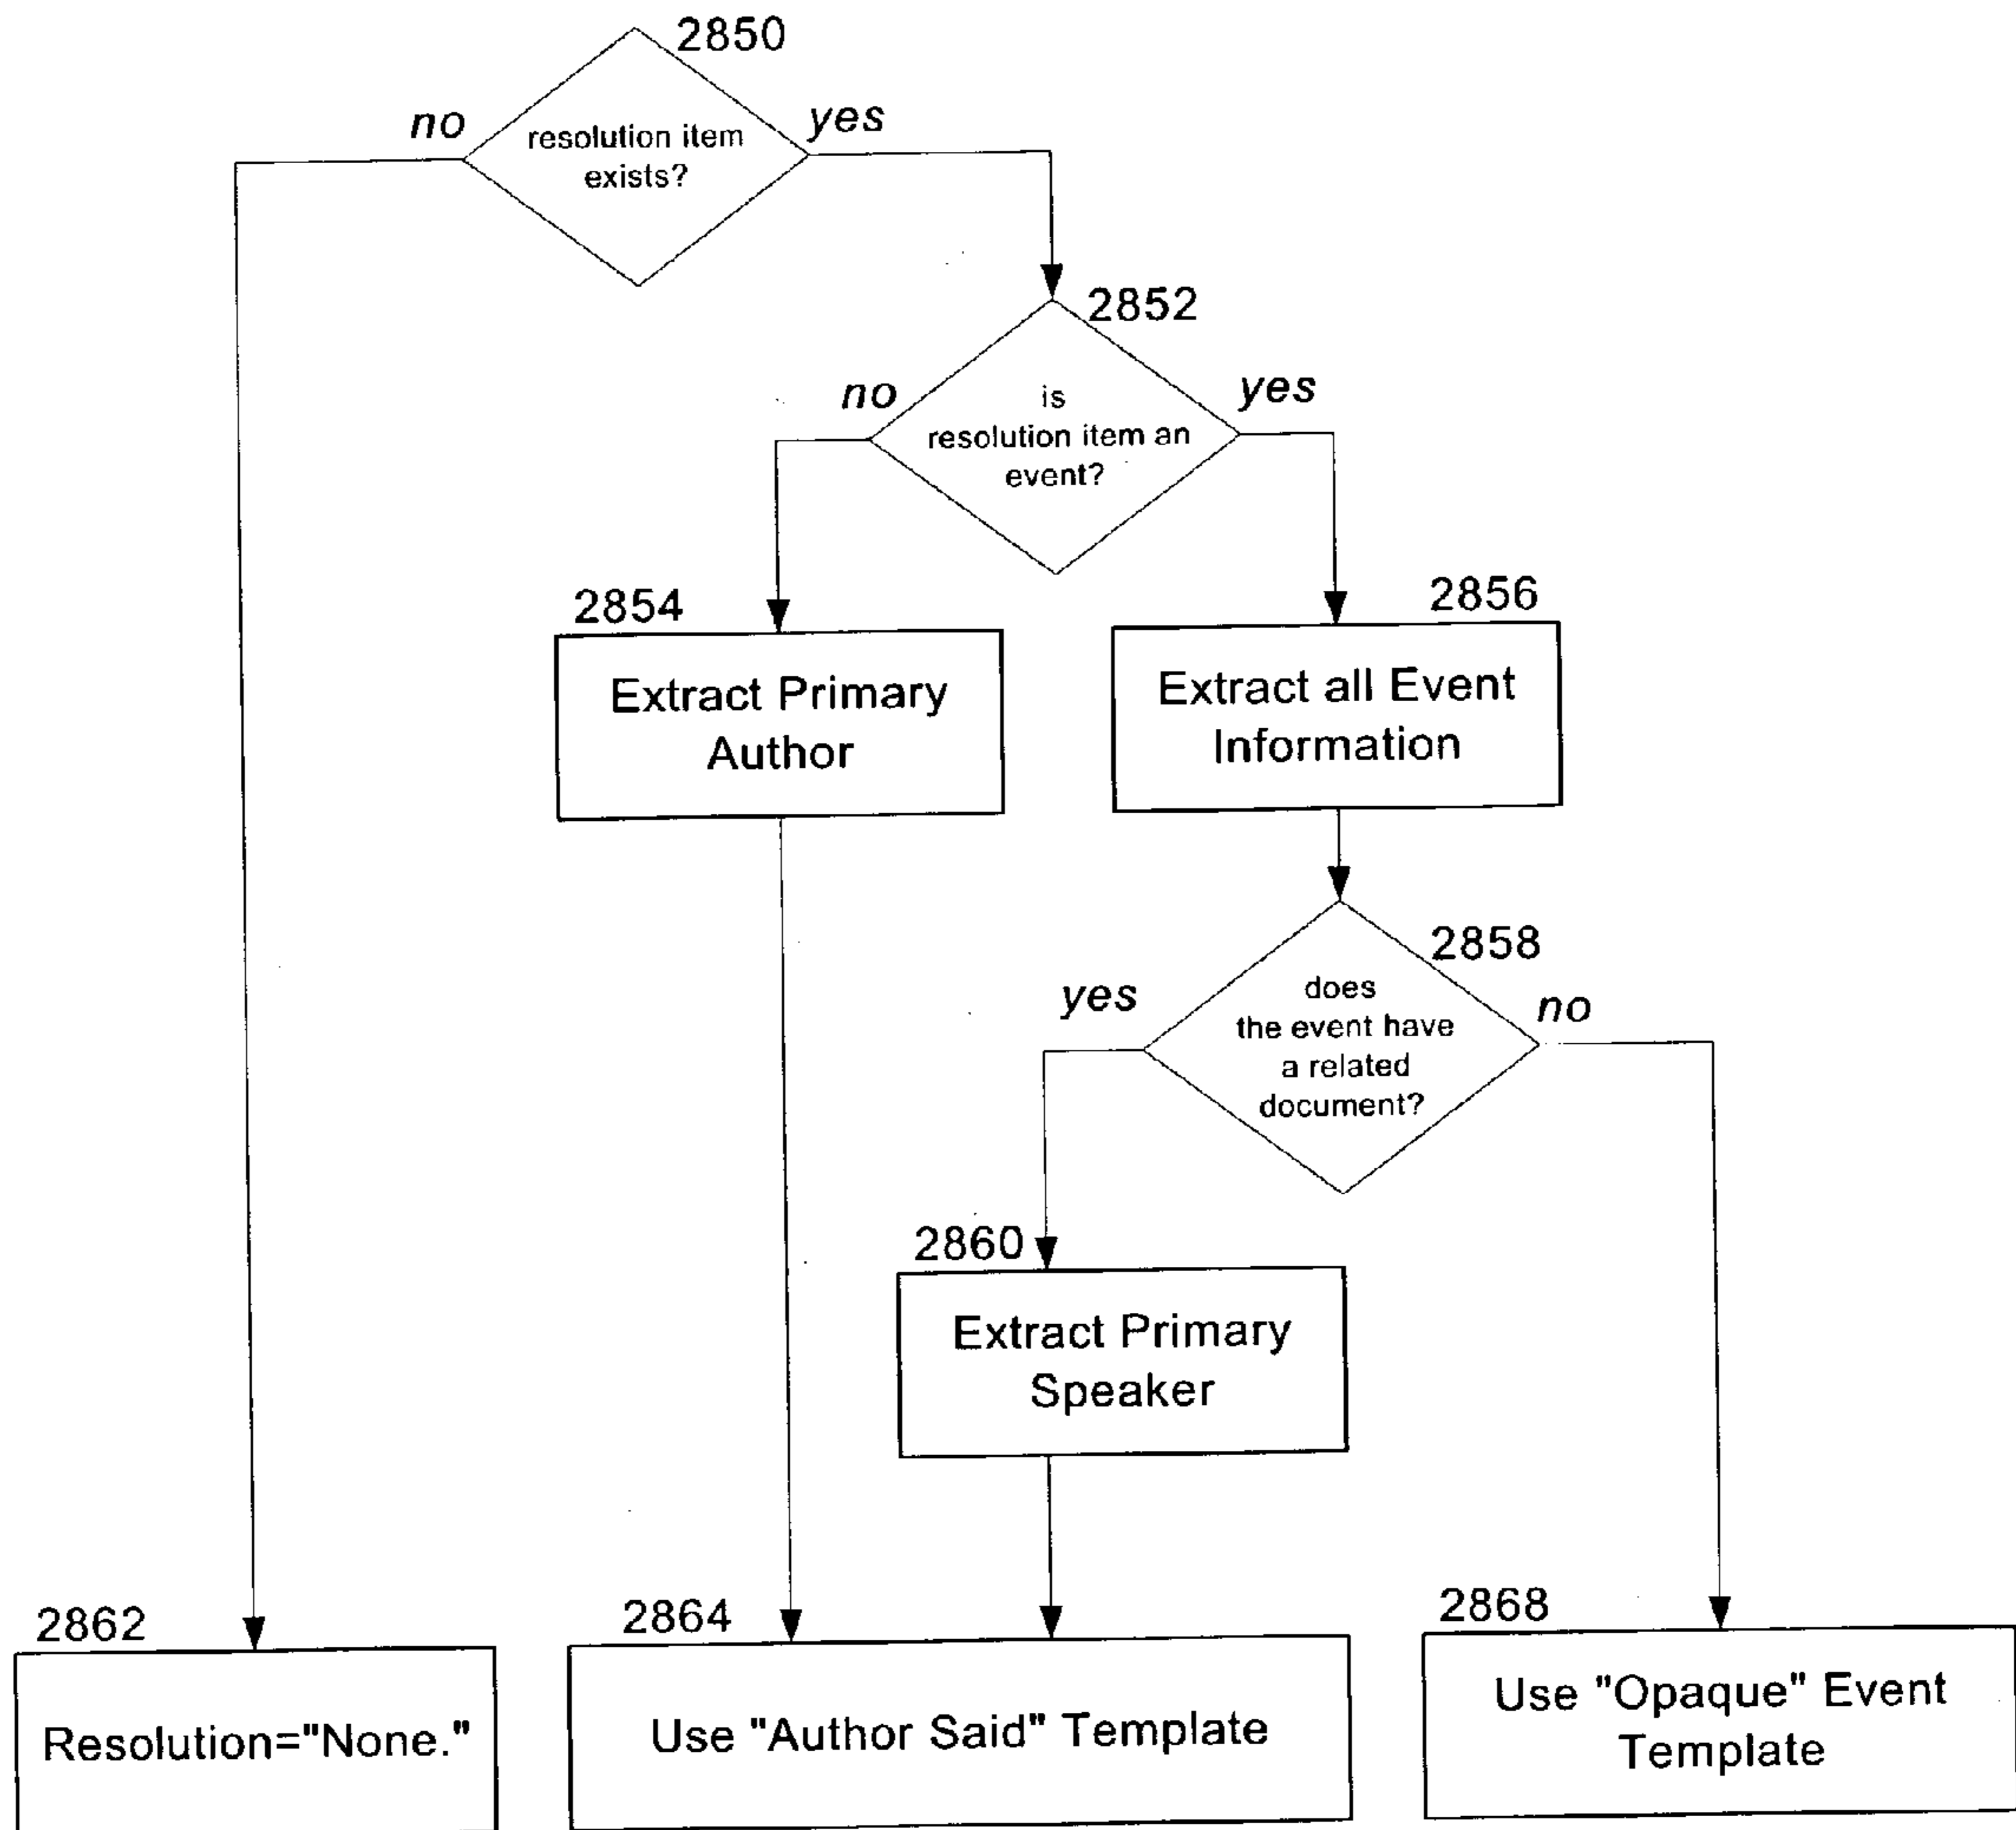 2850
no
yes
resolution item
exists?
2852
no
yes
is
resolution item an
event?
2854
2856
Extract Primary
Author
Extract all Event
Information
2858
yes
no
does
the event have
a related
document?
2860
Extract Primary
Speaker
2862
2864
2868
Resolution="None."
Use "Author Said" Template
Use "Opaque" Event
Template